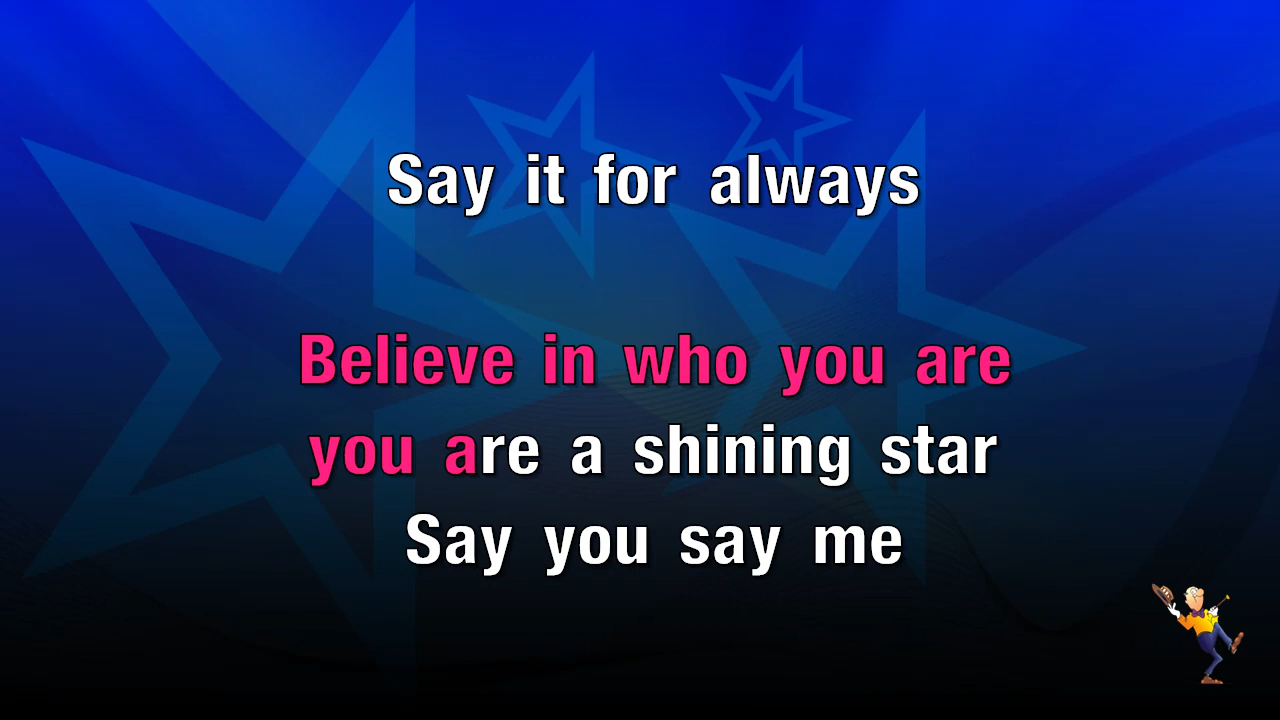 Say it for always
Believe in who you are
you are a shining star
Say you say me